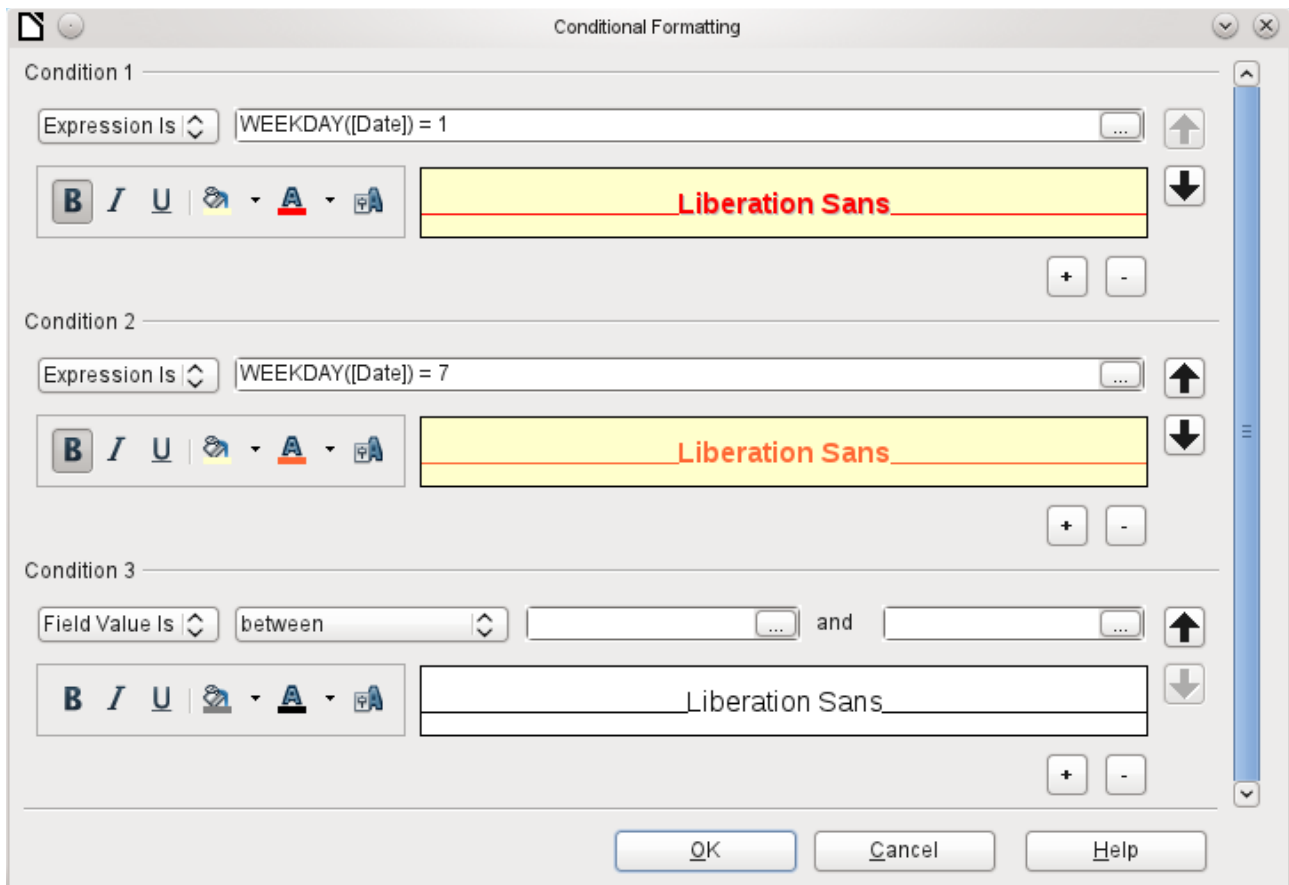 Conditional Formatting
Condition 1
Expression Is WEEKDAY([Date]) = 1 ...
B I U A A
Liberation Sans
+ -
Condition 2
Expression Is WEEKDAY([Date]) = 7 ...
B I U A A
Liberation Sans
+ -
Condition 3
Field Value Is between ... and ...
B I U A A
Liberation Sans
+ -
OK Cancel Help